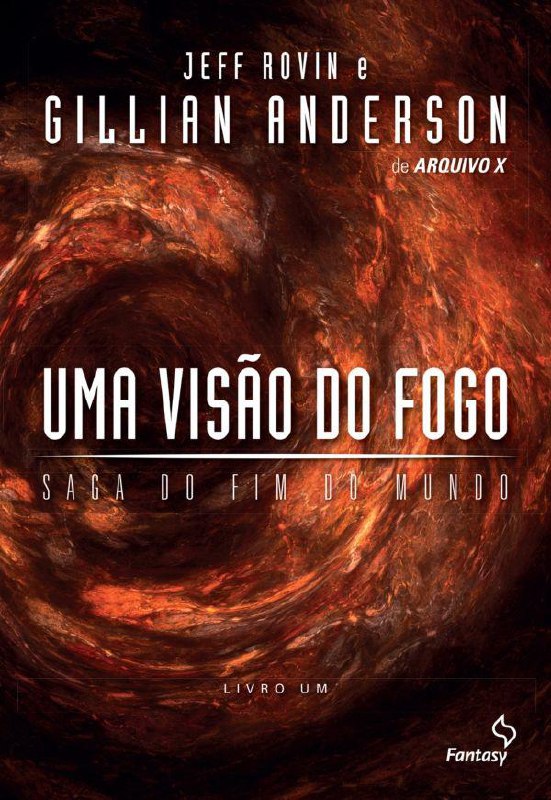 JEFF ROVIN e
GILLIAN ANDERSON
de ARQUIVO X
UMA VISÃO DO FOGO
SAGA DO FIM DO MUNDO
LIVRO UM
Fantasy